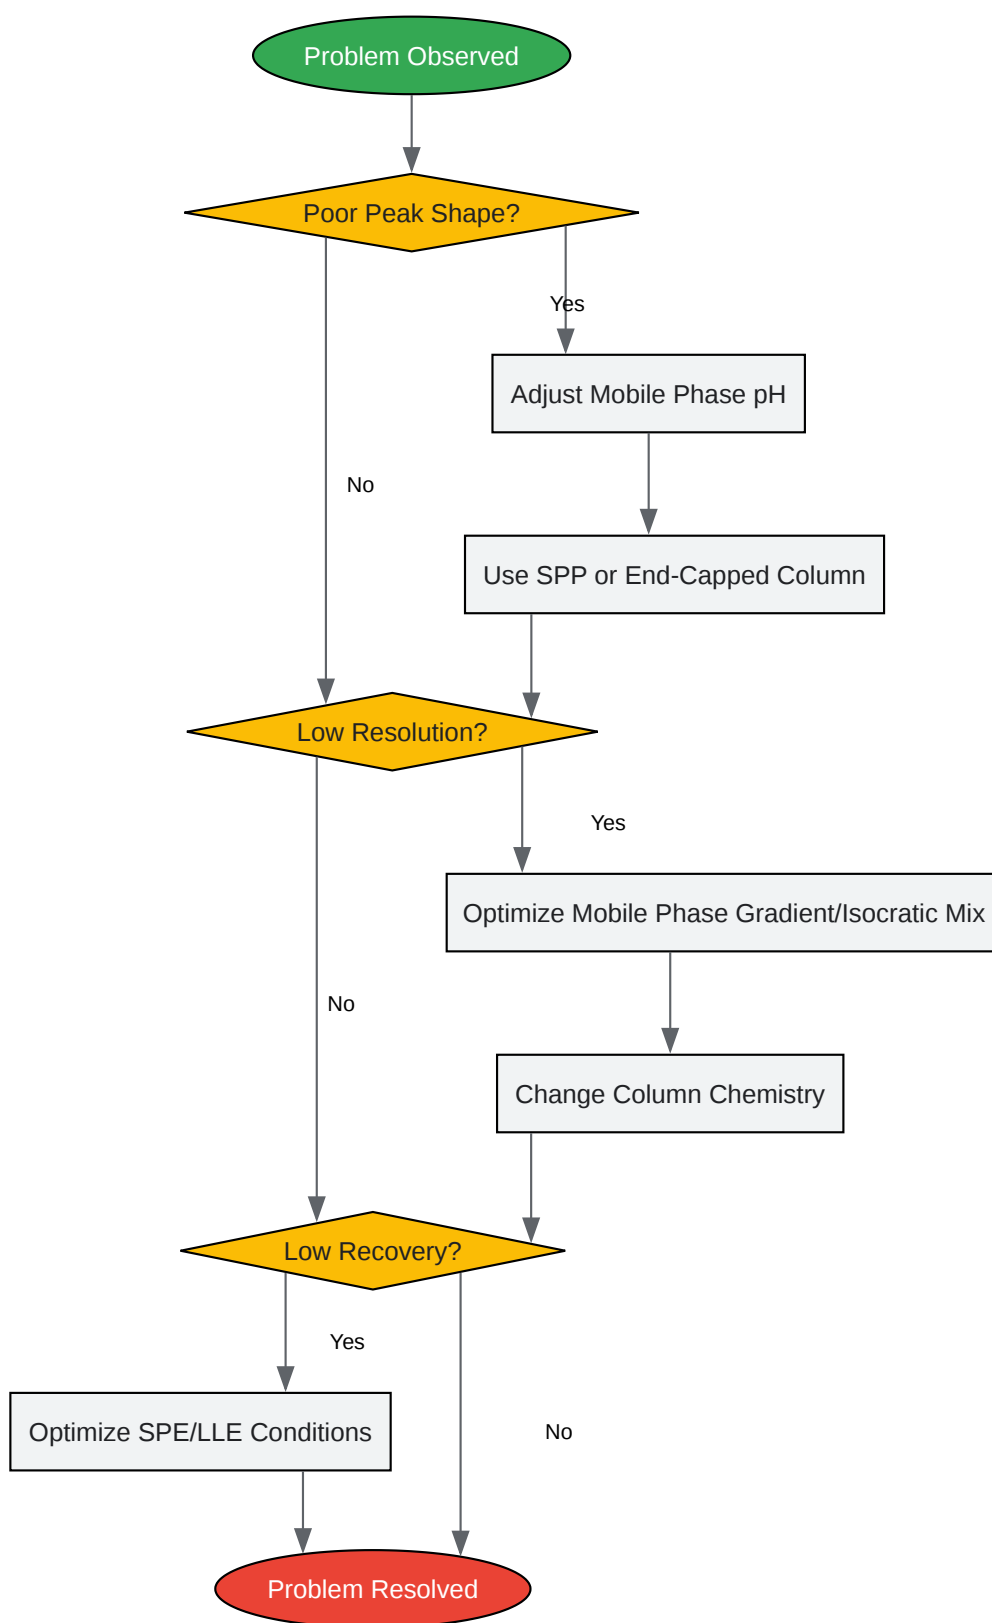 Problem Observed
Poor Peak Shape?
Yes
Adjust Mobile Phase pH
No
Use SPP or End-Capped Column
Low Resolution?
Yes
Optimize Mobile Phase Gradient/Isocratic Mix
No
Change Column Chemistry
Low Recovery?
Yes
Optimize SPE/LLE Conditions
No
Problem Resolved